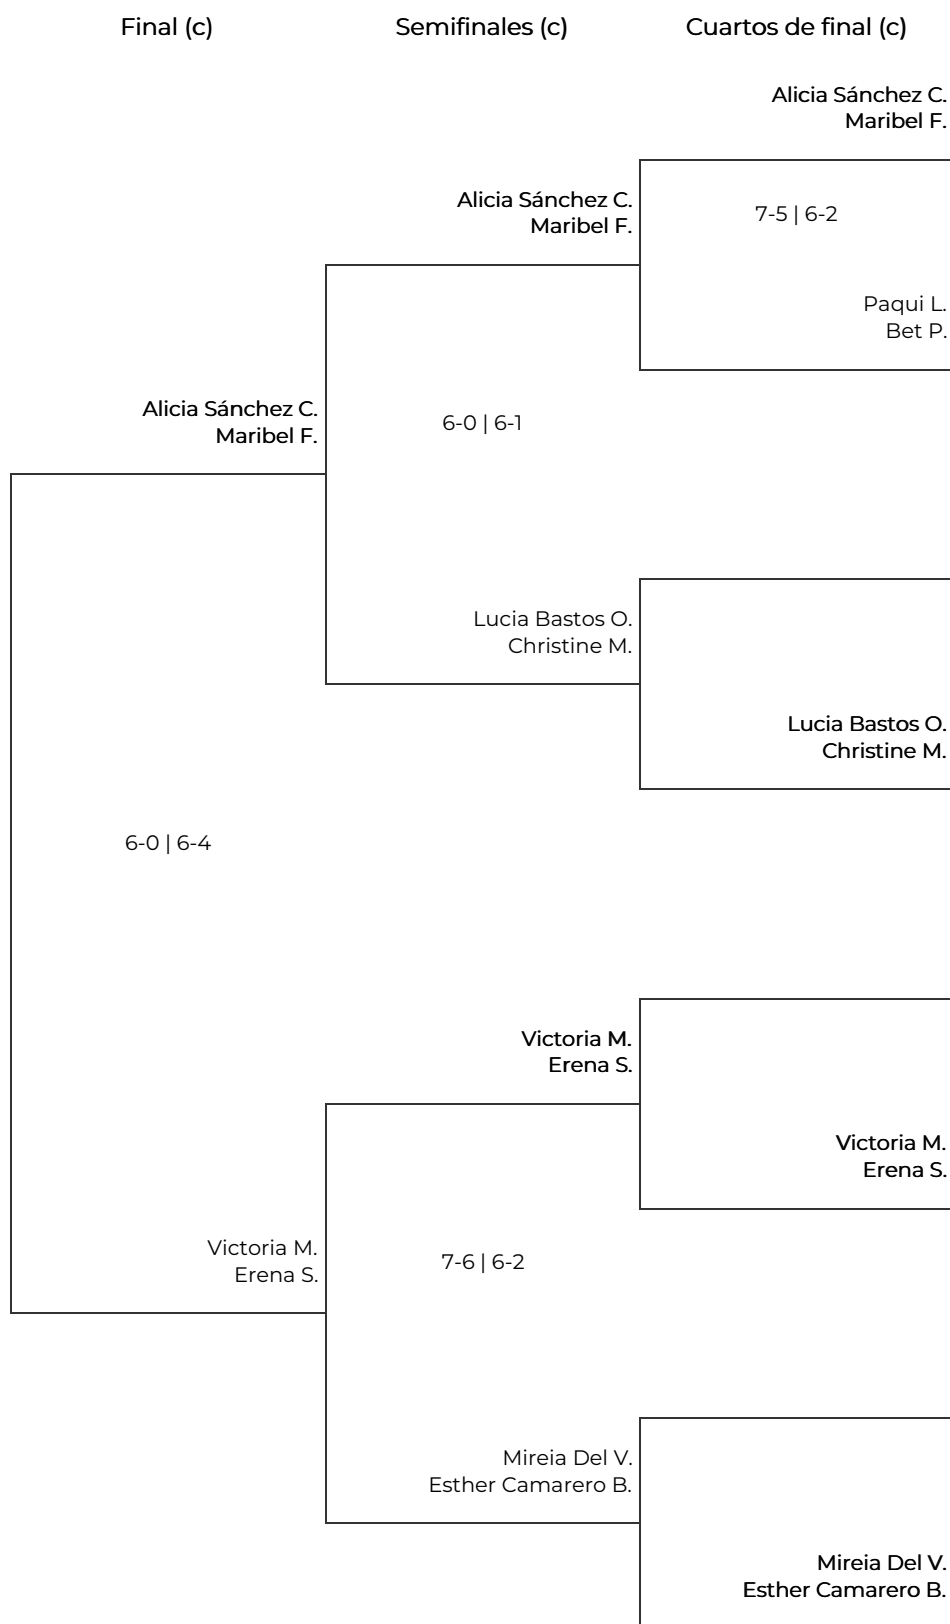 Final (c)
Semifinales (c)
Cuartos de final (c)
Alicia Sánchez C.
Maribel F.
Alicia Sánchez C.
Maribel F.
7-5 | 6-2
Paqui L.
Bet P.
Alicia Sánchez C.
Maribel F.
6-0 | 6-1
Lucia Bastos O.
Christine M.
Lucia Bastos O.
Christine M.
6-0 | 6-4
Victoria M.
Erena S.
Victoria M.
Erena S.
Victoria M.
Erena S.
7-6 | 6-2
Mireia Del V.
Esther Camarero B.
Mireia Del V.
Esther Camarero B.